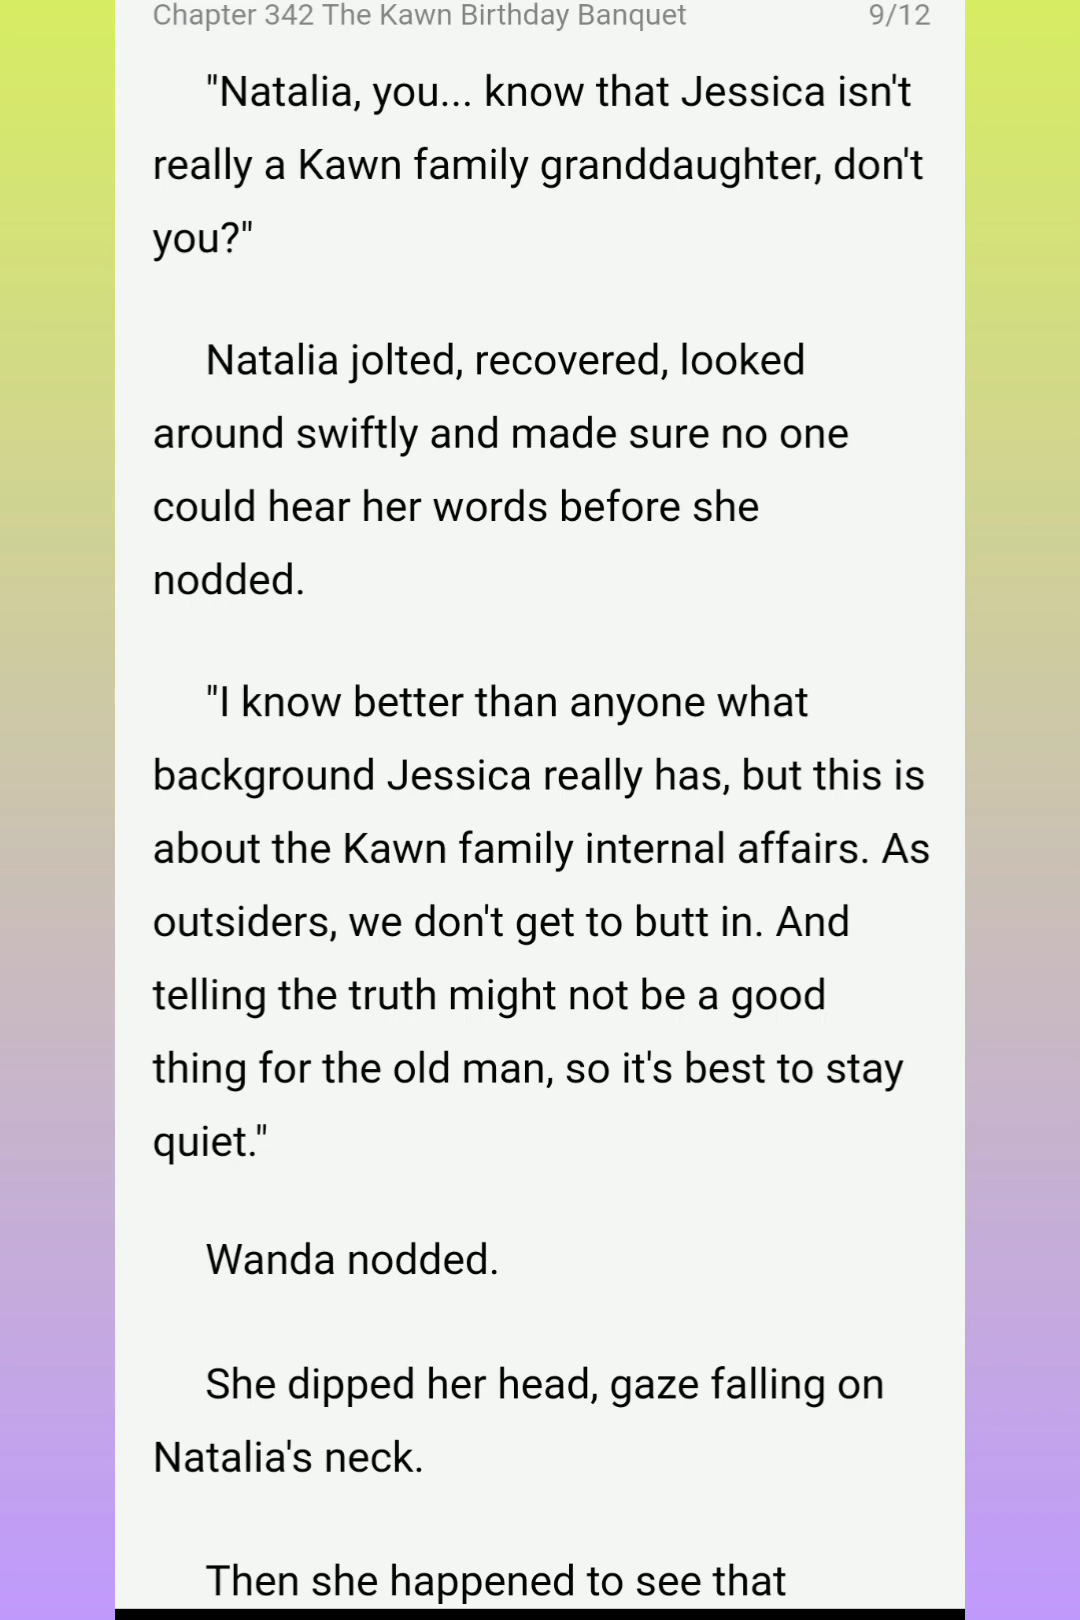 Chapter 342 The Kawn Birthday Banquet 9/12
"Natalia, you... know that Jessica isn't
really a Kawn family granddaughter, don't
you?"
Natalia jolted, recovered, looked
around swiftly and made sure no one
could hear her words before she
nodded.
"I know better than anyone what
background Jessica really has, but this is
about the Kawn family internal affairs. As
outsiders, we don't get to butt in. And
telling the truth might not be a good
thing for the old man, so it's best to stay
quiet."
Wanda nodded.
She dipped her head, gaze falling on
Natalia's neck.
Then she happened to see that